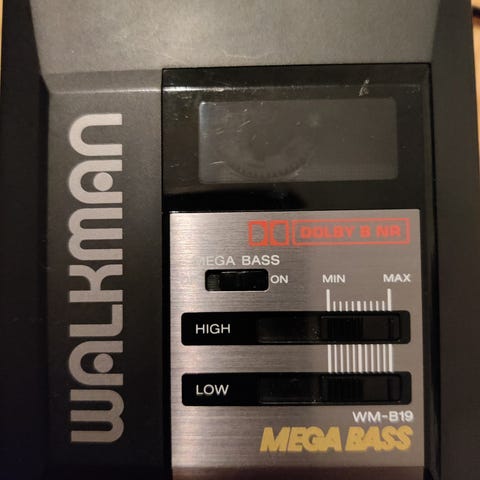 WALKMAN
DOLBY B NR
MEGA BASS
ON
MIN MAX
HIGH
LOW
WM-B19
MEGA BASS